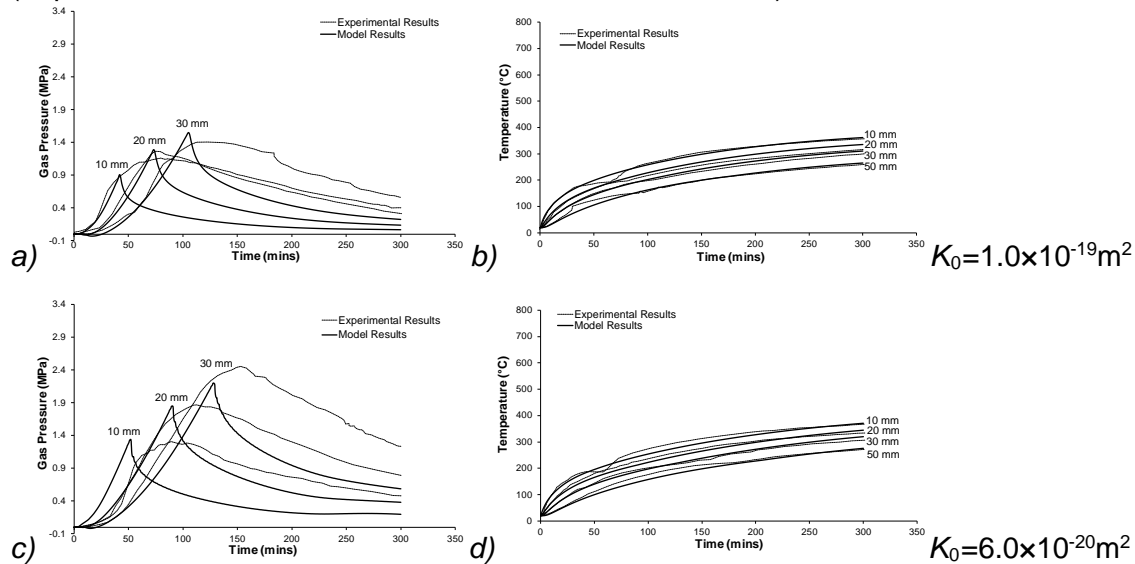 3.4
2.9
2.4
1.9
1.4
0.9
0.4
-0.1
Gas Pressure (MPa)
Experimental Results
Model Results
10 mm
20 mm
30 mm
0 50 100 150 200 250 300 350
Time (mins)
a)
800
700
600
500
400
300
200
100
0
Temperature (°C)
Experimental Results
Model Results
10 mm
20 mm
30 mm
50 mm
0 50 100 150 200 250 300 350
Time (mins)
b)
K₀=1.0×10⁻¹⁹m²
3.4
2.9
2.4
1.9
1.4
0.9
0.4
-0.1
Gas Pressure (MPa)
Experimental Results
Model Results
10 mm
20 mm
30 mm
0 50 100 150 200 250 300 350
Time (mins)
c)
800
700
600
500
400
300
200
100
0
Temperature (°C)
Experimental Results
Model Results
10 mm
20 mm
30 mm
50 mm
0 50 100 150 200 250 300 350
Time (mins)
d)
K₀=6.0×10⁻²⁰m²